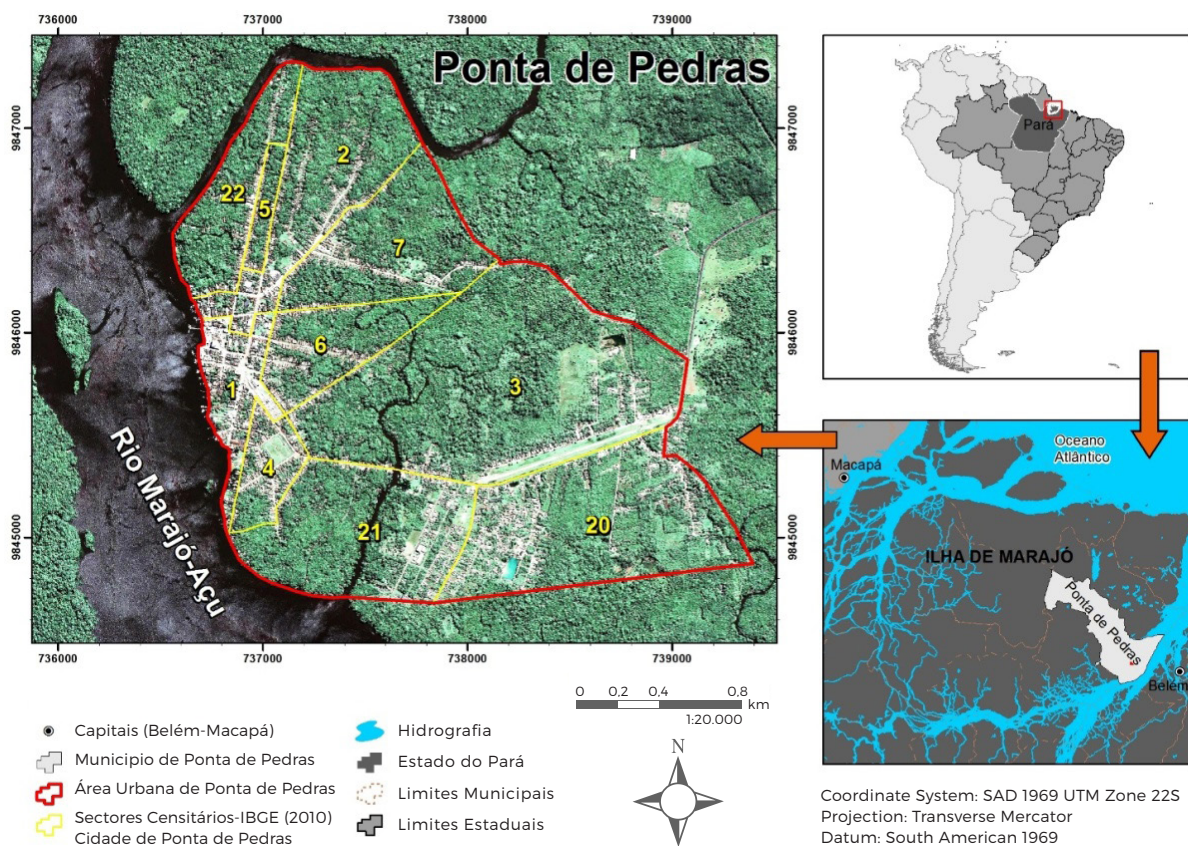 736000 737000 738000 739000
Ponta de Pedras
9847000 9847000
2
22
5
7
9846000 9846000
6
3
1
4
Rio Marajó-Açu
21
20
9845000 9845000
736000 737000 738000 739000
Pará
Oceano
Atlântico
Macapá
ILHA DE MARAJÓ
Ponta de Pedras
Belém
0 0,2 0,4 0,8
km
1:20.000
N
Capitais (Belém-Macapá)
Municipio de Ponta de Pedras
Área Urbana de Ponta de Pedras
Sectores Censitários-IBGE (2010)
Cidade de Ponta de Pedras
Hidrografia
Estado do Pará
Limites Municipais
Limites Estaduais
Coordinate System: SAD 1969 UTM Zone 22S
Projection: Transverse Mercator
Datum: South American 1969